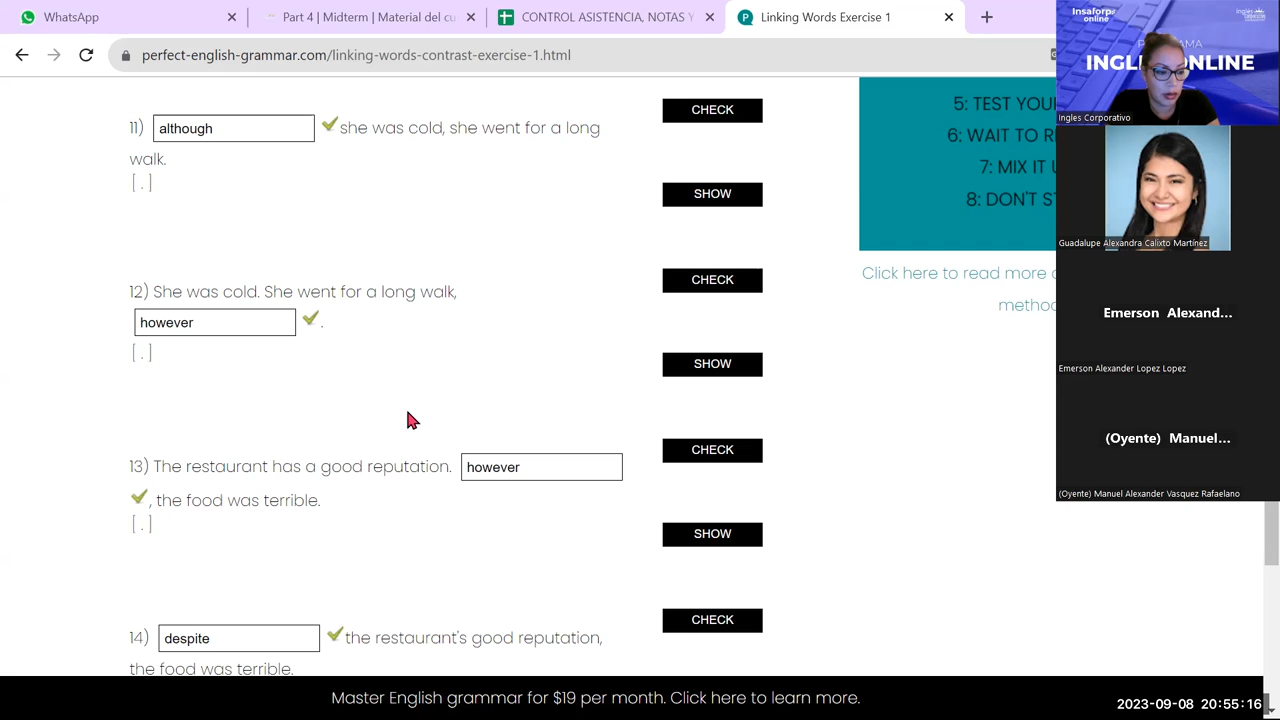 WhatsApp
Part 4 | Midterm | Statepal del cu
CONTROL ASISTENCIA, NOTAS Y
Linking Words Exercise 1
perfect-english-grammar.com/linking-words-contrast-exercise-1.html
11) although she was cold, she went for a long
walk.
[ . ]
CHECK
SHOW
12) She was cold. She went for a long walk,
however .
[ . ]
CHECK
SHOW
13) The restaurant has a good reputation. however
, the food was terrible.
[ . ]
CHECK
SHOW
14) despite the restaurant's good reputation,
the food was terrible.
CHECK
5: TEST YOU
6: WAIT TO R
7: MIX IT
8: DON'T S
Click here to read more
metho
Master English grammar for $19 per month. Click here to learn more.
Insaforp
online
INGL ONLINE
Ingles Corporativo
Guadalupe Alexandra Calixto Martínez
Emerson Alexand...
Emerson Alexander Lopez Lopez
(Oyente) Manuel...
(Oyente) Manuel Alexander Vasquez Rafaelano
2023-09-08 20:55:16